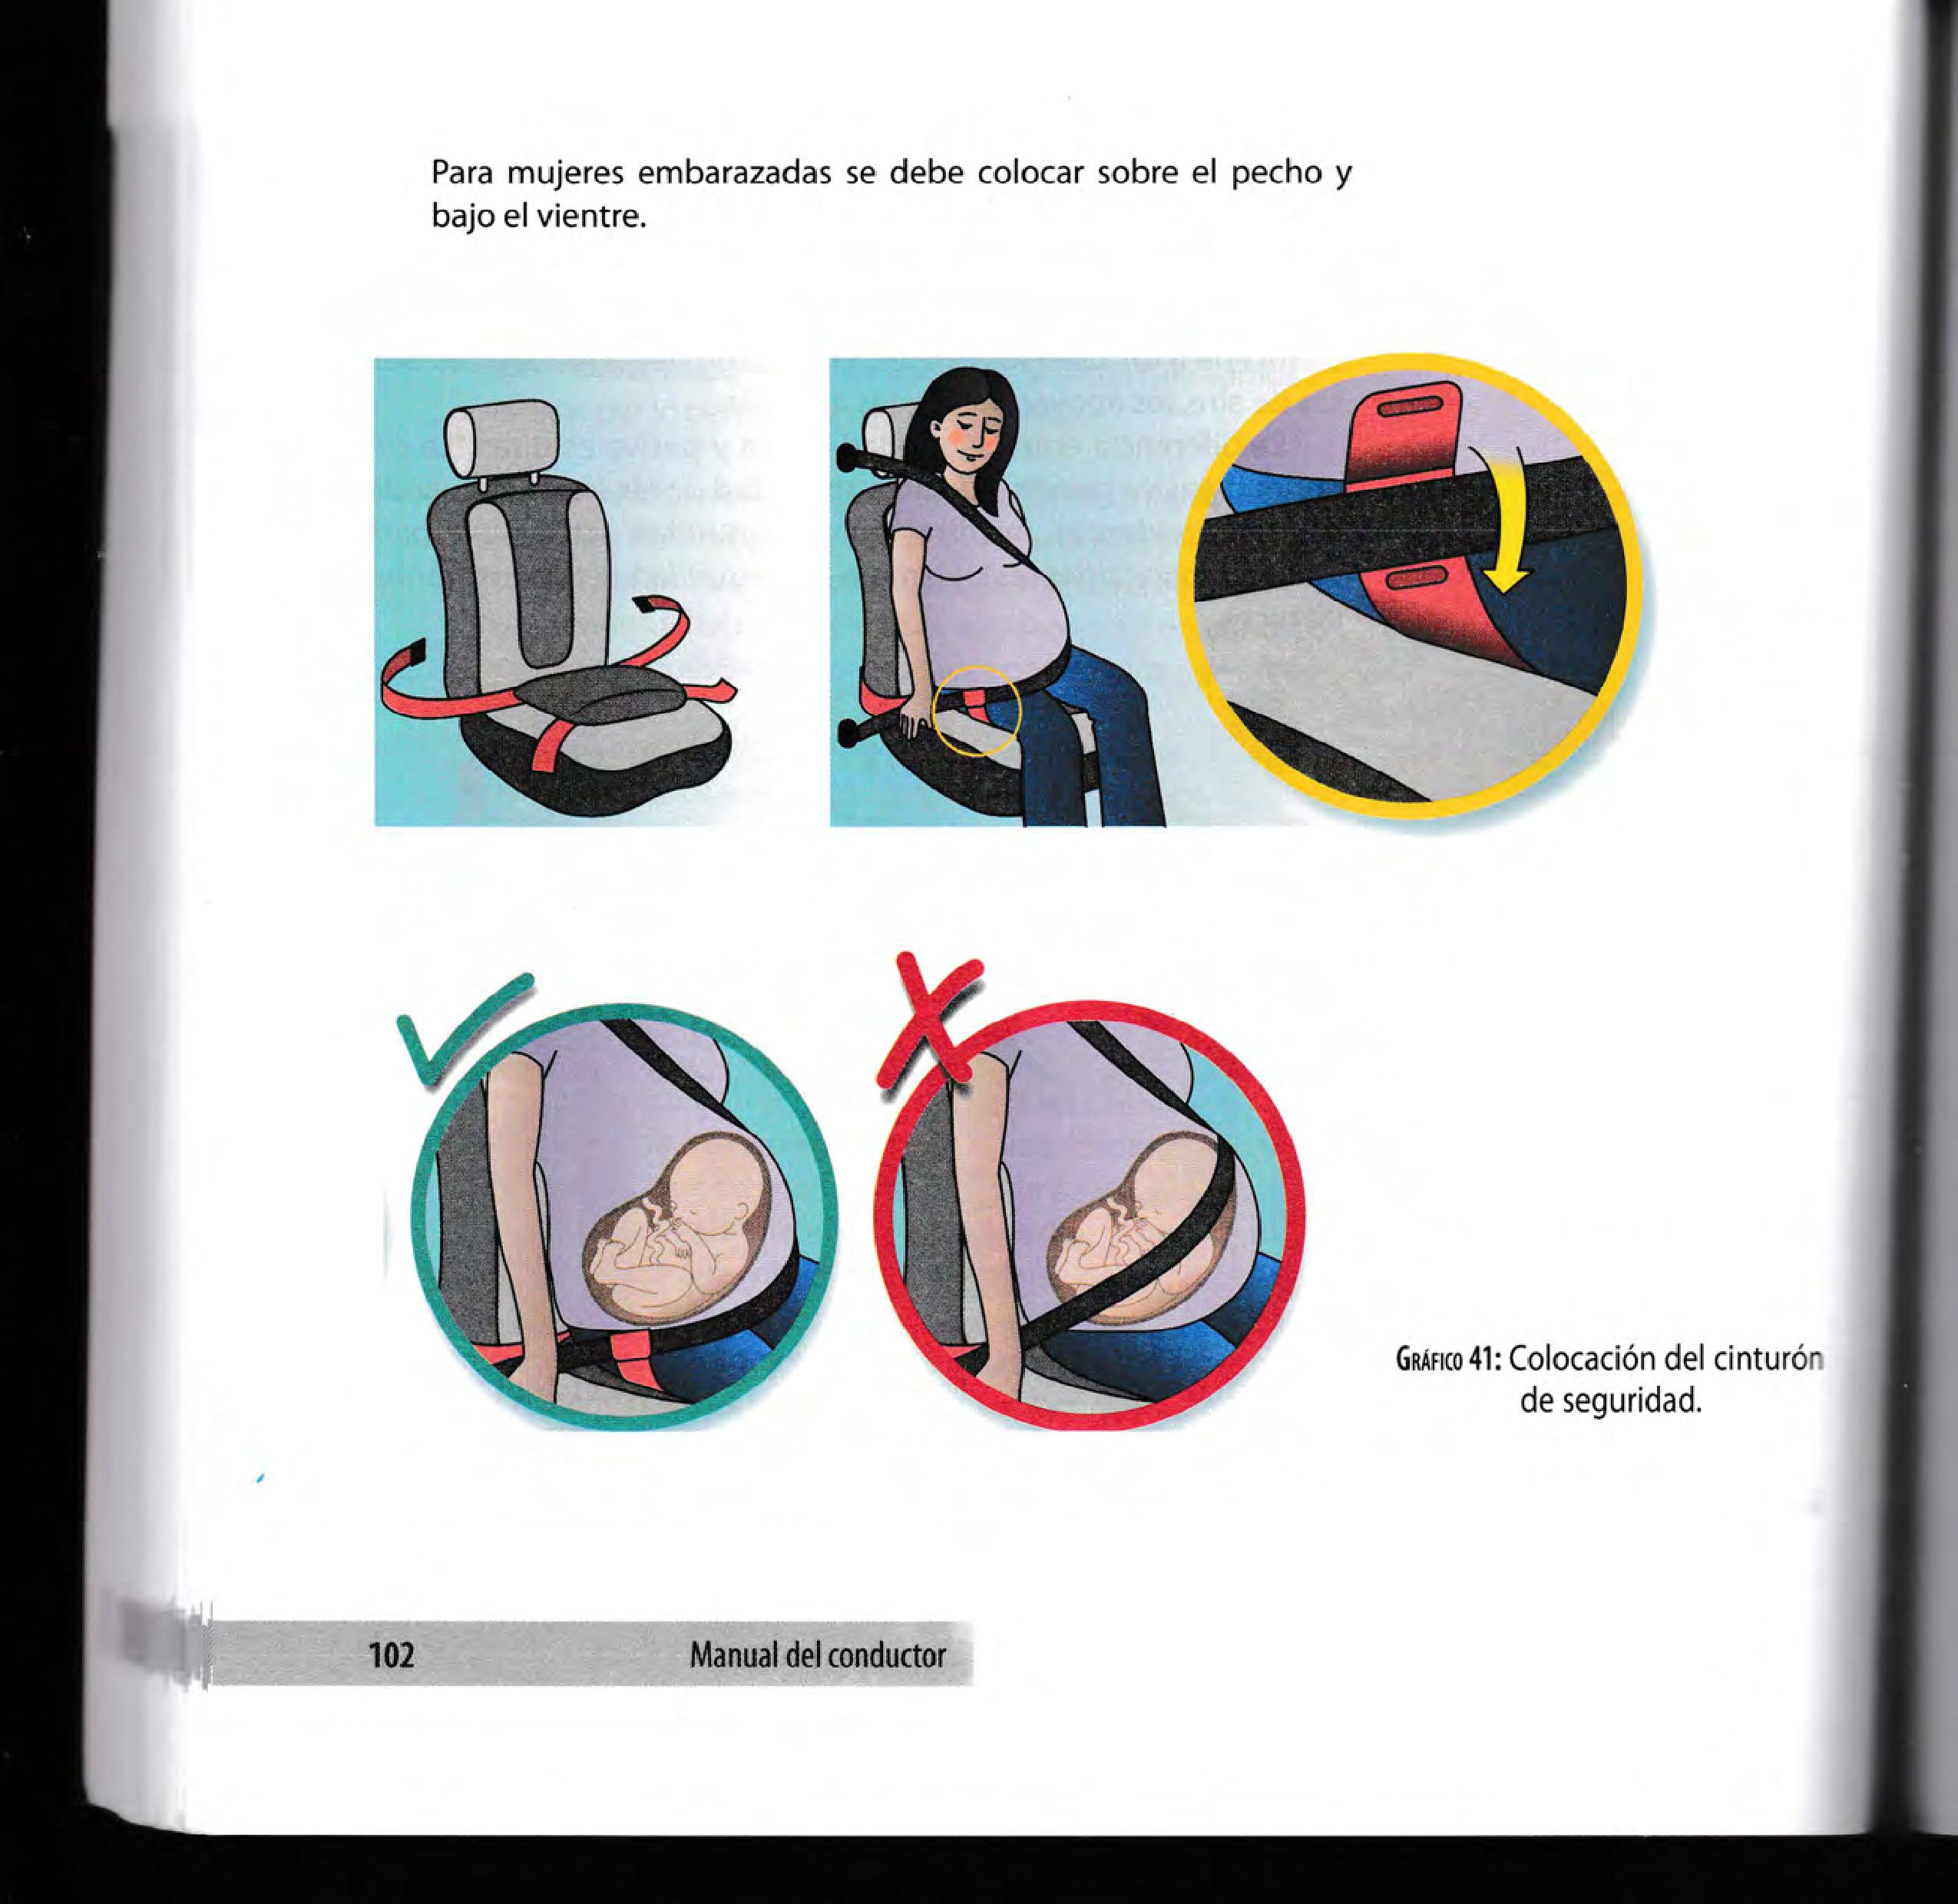 Para mujeres embarazadas se debe colocar sobre el pecho y
bajo el vientre.
GRÁFICO 41: Colocación del cinturón
de seguridad.
102 Manual del conductor